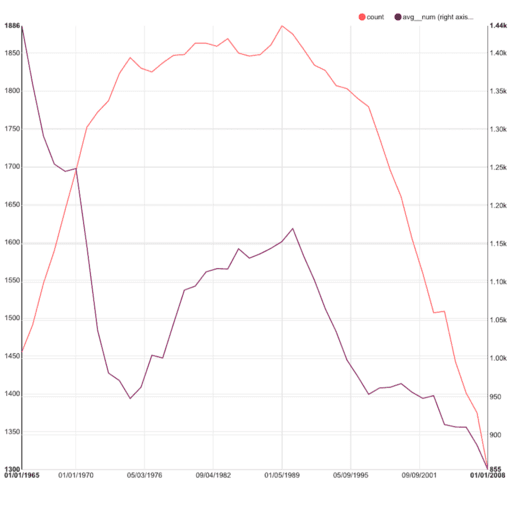 count avg__num (right axis...
1886 1.44k
1850 1.40k
1800 1.35k
1750 1.30k
1700 1.25k
1650 1.20k
1600 1.15k
1550 1.10k
1500 1.05k
1450 1.00k
1400 950
1350 900
1300 855
01/01/1965 01/01/1970 05/03/1976 09/04/1982 01/05/1989 05/09/1995 09/09/2001 01/01/2008